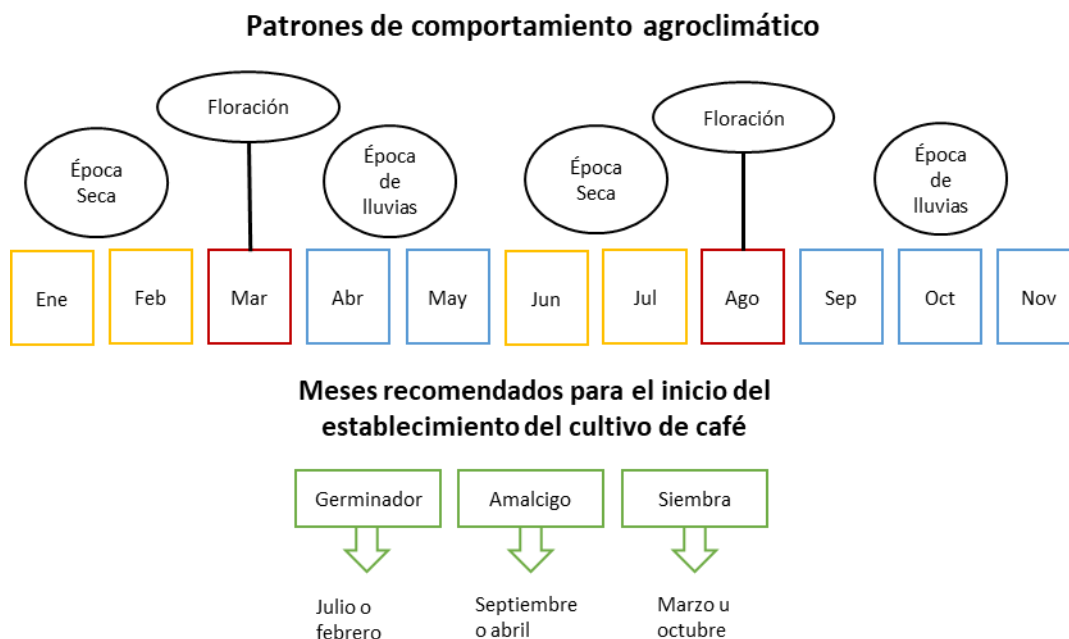 Patrones de comportamiento agroclimático
Floración
Floración
Época
Seca
Época
de
lluvias
Época
Seca
Época
de
lluvias
Ene
Feb
Mar
Abr
May
Jun
Jul
Ago
Sep
Oct
Nov
Meses recomendados para el inicio del
establecimiento del cultivo de café
Germinador
Amalcigo
Siembra
Julio o
febrero
Septiembre
o abril
Marzo u
octubre